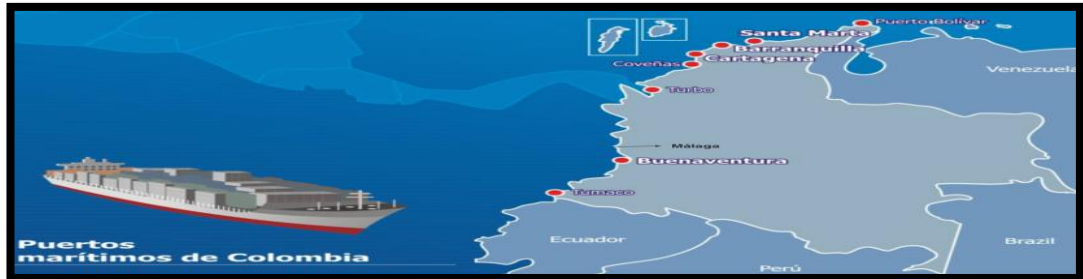 Puerto Bolívar
Santa Marta
Barranquilla
Cartagena
Coveñas
Venezuela
Turbo
Málaga
Buenaventura
Tumaco
Ecuador
Perú
Brazil
Puertos
marítimos de Colombia